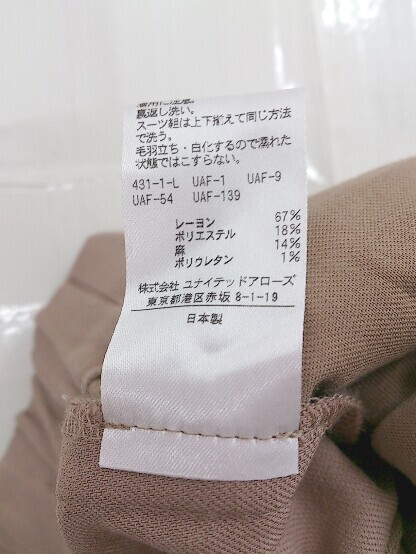 着用に注意。
裏返し洗い。
スーツ組は上下揃えて同じ方法
で洗う。
毛羽立ち・白化するので濡れた
状態ではこすらない。
431-1-L UAF-1 UAF-9
UAF-54 UAF-139
レーヨン 67%
ポリエステル 18%
麻 14%
ポリウレタン 1%
株式会社 ユナイテッドアローズ
東京都港区赤坂 8-1-19
日本製